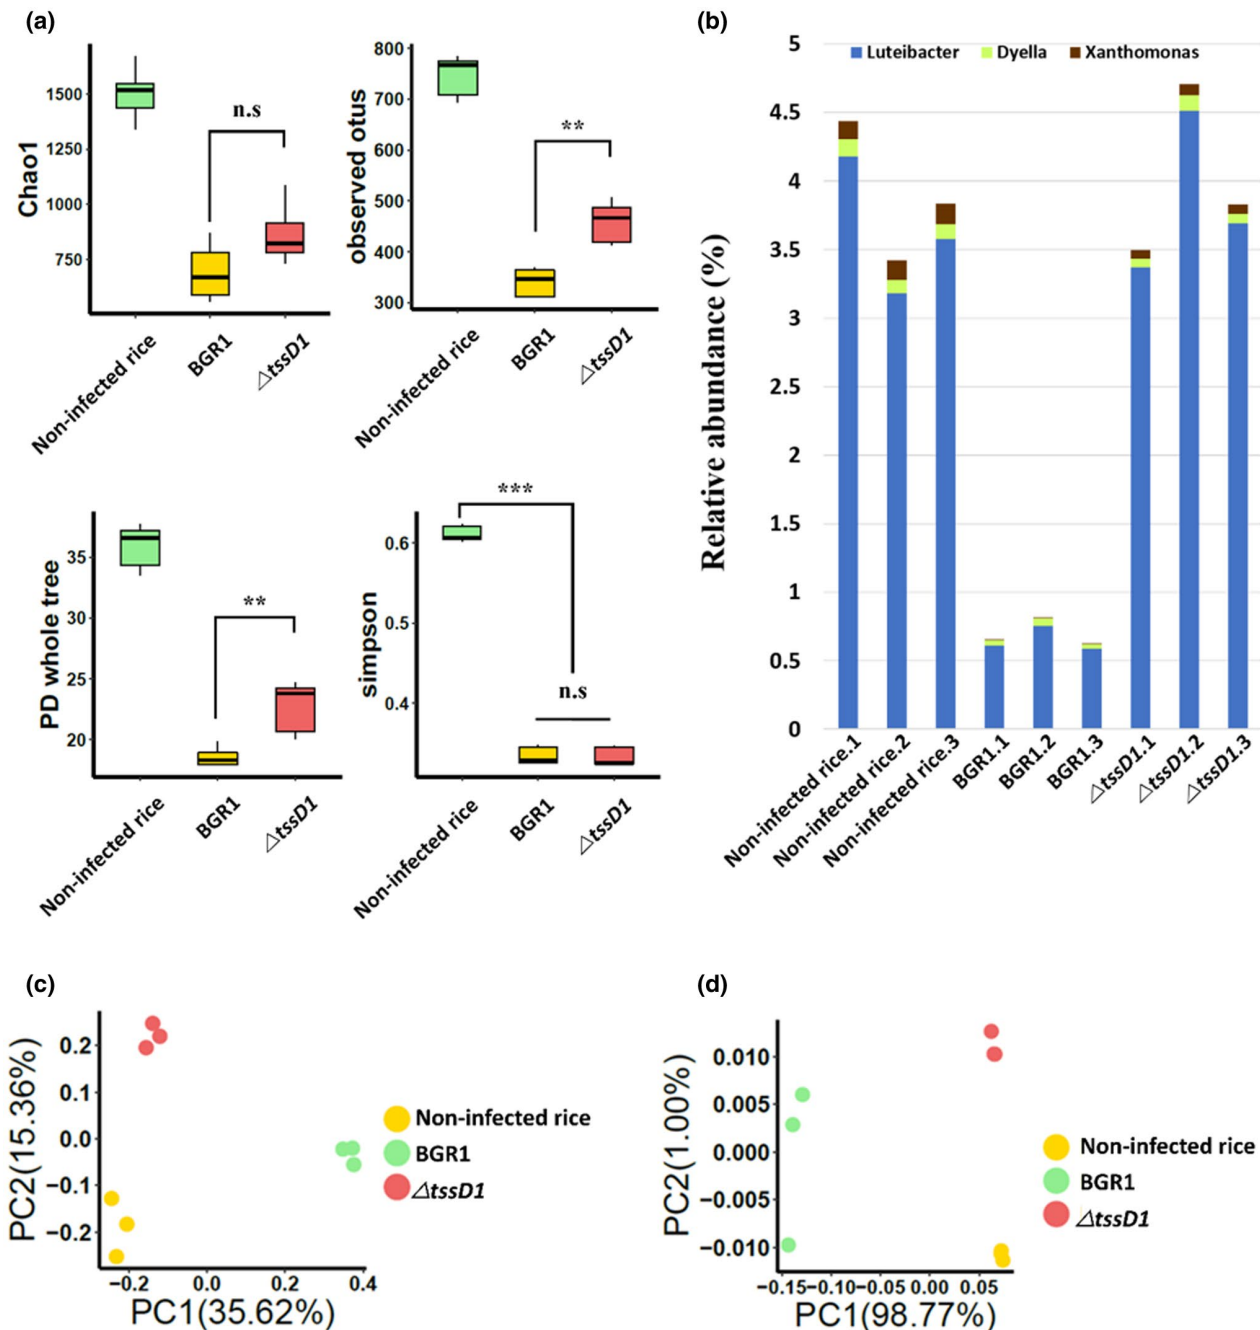 (a)
Chao1
1500
1250
1000
750
n.s
Non-infected rice
BGR1
△tssD1
observed otus
800
700
600
500
400
300
**
Non-infected rice
BGR1
△tssD1
PD whole tree
35
30
25
20
**
Non-infected rice
BGR1
△tssD1
simpson
0.6
0.5
0.4
***
n.s
Non-infected rice
BGR1
△tssD1
(b)
Luteibacter Dyella Xanthomonas
Relative abundance (%)
5
4.5
4
3.5
3
2.5
2
1.5
1
0.5
0
Non-infected rice.1
Non-infected rice.2
Non-infected rice.3
BGR1.1
BGR1.2
BGR1.3
△tssD1.1
△tssD1.2
△tssD1.3
(c)
PC2(15.36%)
0.2
0.1
0.0
−0.1
−0.2
−0.2 0.0 0.2 0.4
PC1(35.62%)
Non-infected rice
BGR1
△tssD1
(d)
PC2(1.00%)
0.010
0.005
0.000
−0.005
−0.010
−0.15 −0.10 −0.05 0.00 0.05
PC1(98.77%)
Non-infected rice
BGR1
△tssD1